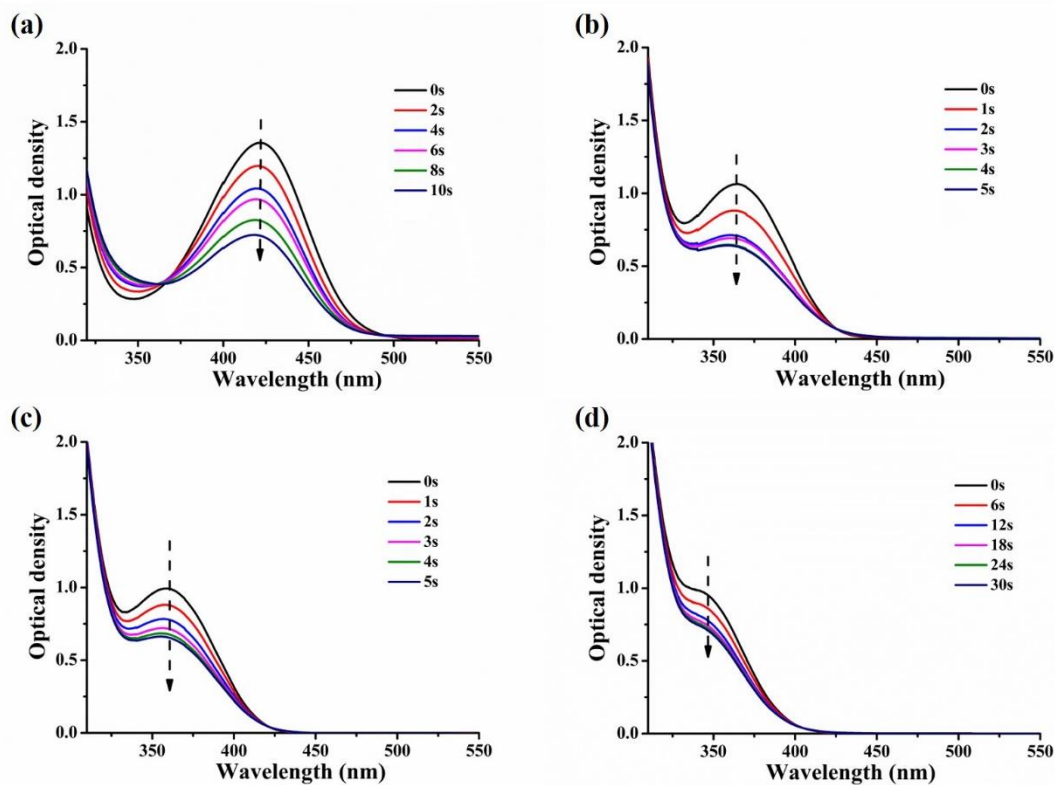 (a)
2.0
1.5
1.0
0.5
0.0
Optical density
0s
2s
4s
6s
8s
10s
350 400 450 500 550
Wavelength (nm)
(b)
2.0
1.5
1.0
0.5
0.0
Optical density
0s
1s
2s
3s
4s
5s
350 400 450 500 550
Wavelength (nm)
(c)
2.0
1.5
1.0
0.5
0.0
Optical density
0s
1s
2s
3s
4s
5s
350 400 450 500 550
Wavelength (nm)
(d)
2.0
1.5
1.0
0.5
0.0
Optical density
0s
6s
12s
18s
24s
30s
350 400 450 500 550
Wavelength (nm)